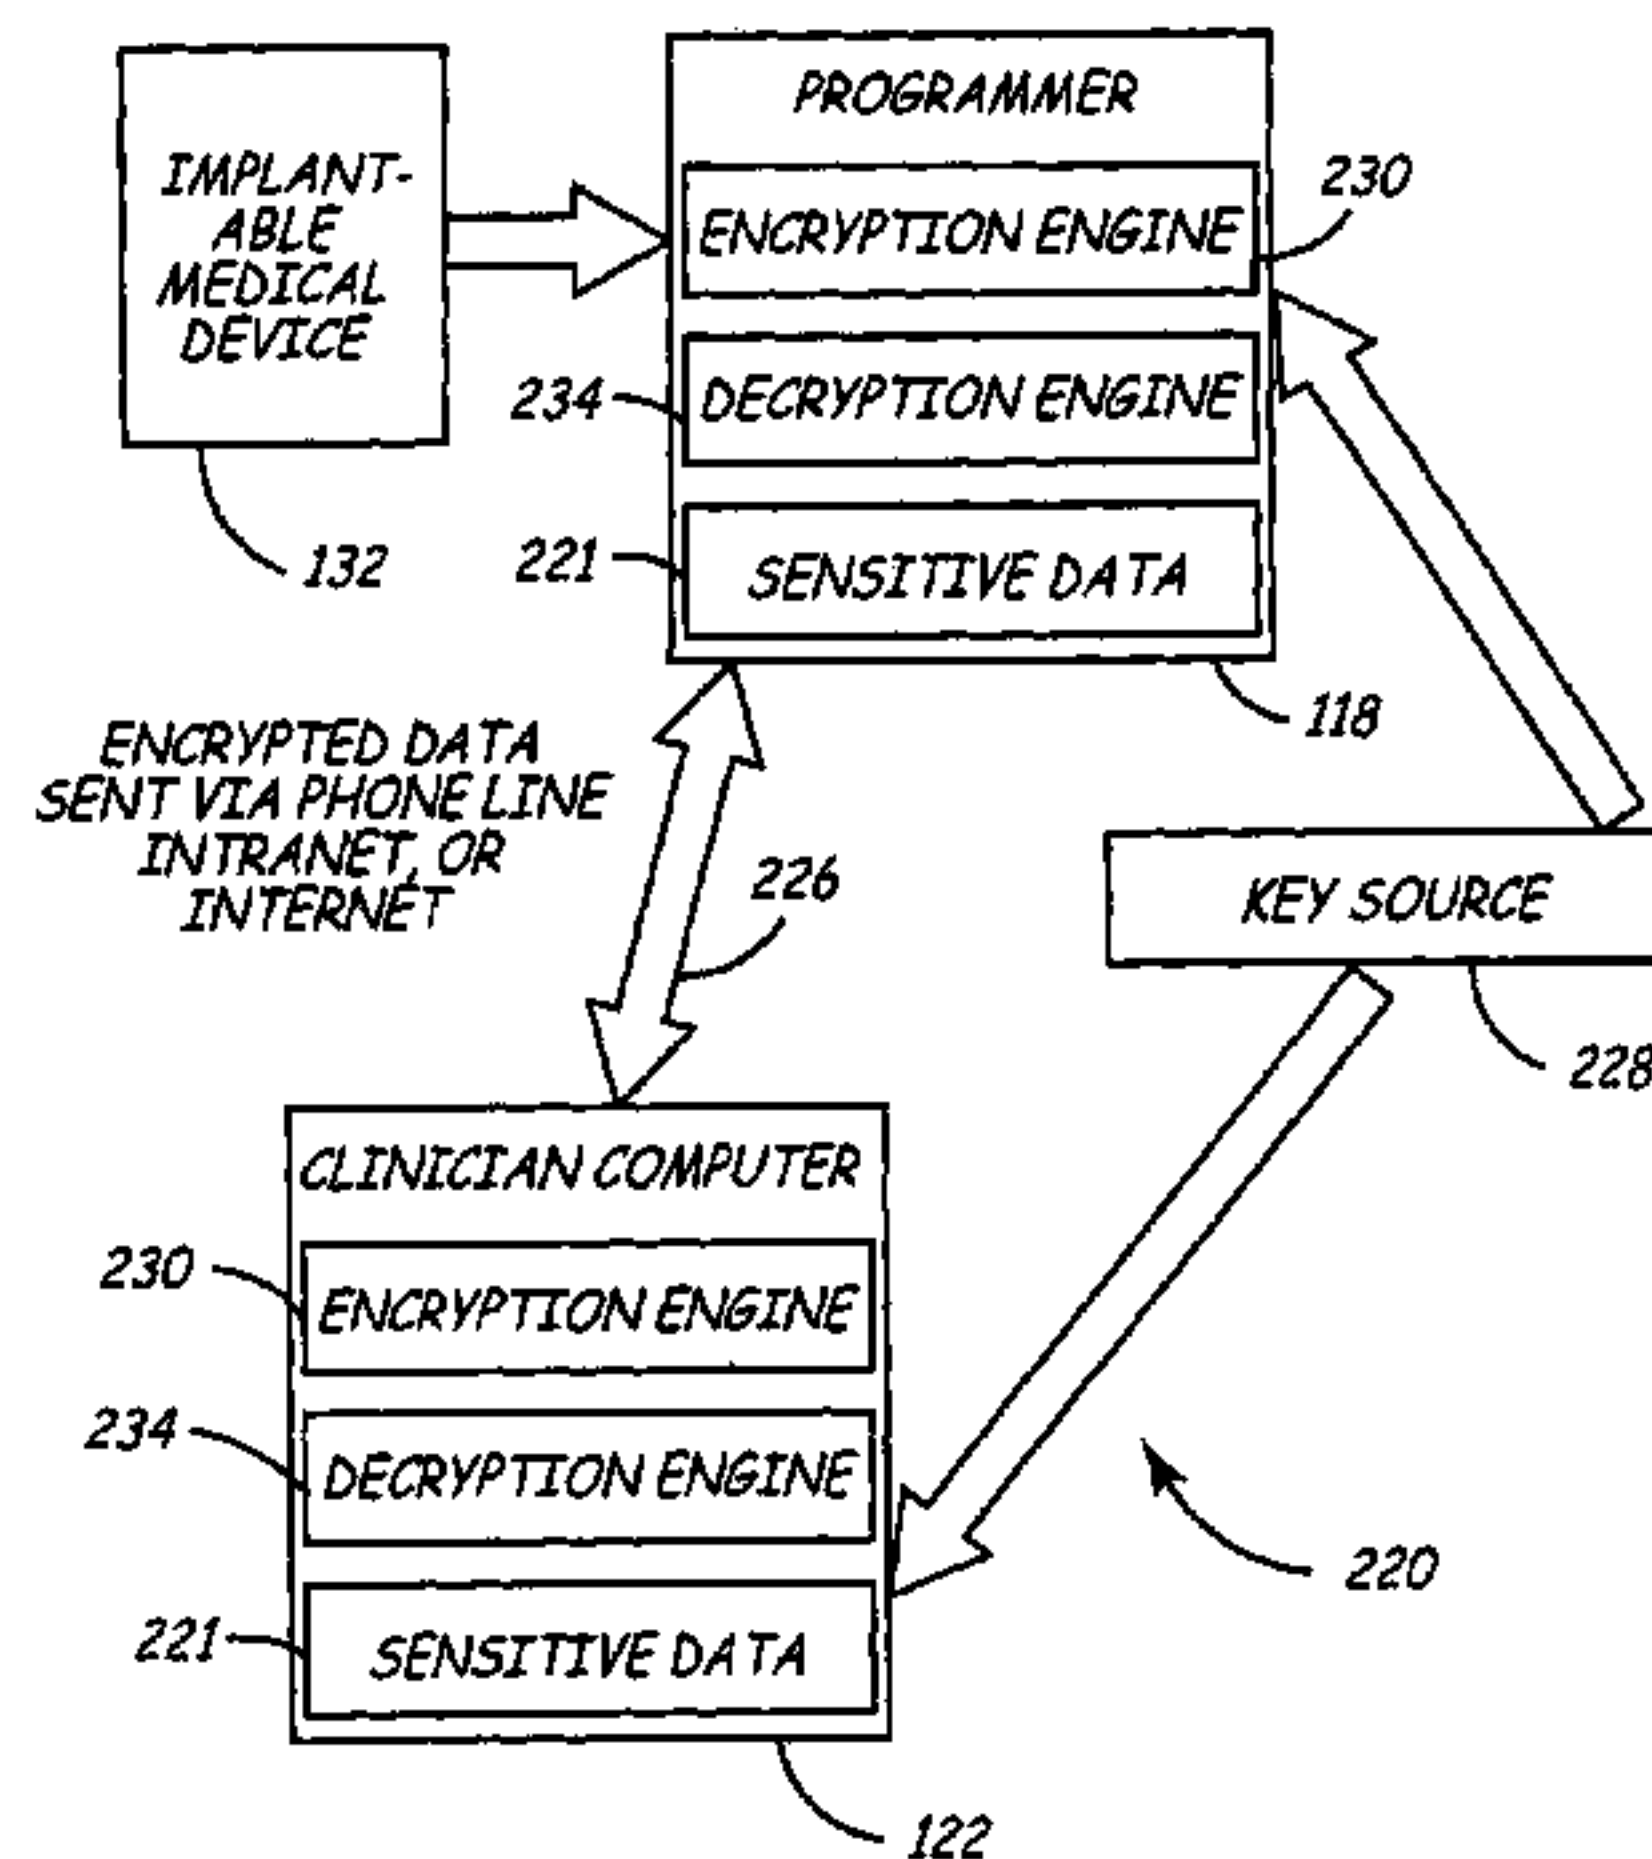 PROGRAMMER
IMPLANT-
ABLE
MEDICAL
DEVICE
ENCRYPTION ENGINE
230
234
DECRYPTION ENGINE
132
221
SENSITIVE DATA
118
ENCRYPTED DATA
SENT VIA PHONE LINE
INTRANET, OR
INTERNET
226
KEY SOURCE
228
CLINICIAN COMPUTER
230
ENCRYPTION ENGINE
234
DECRYPTION ENGINE
220
221
SENSITIVE DATA
122